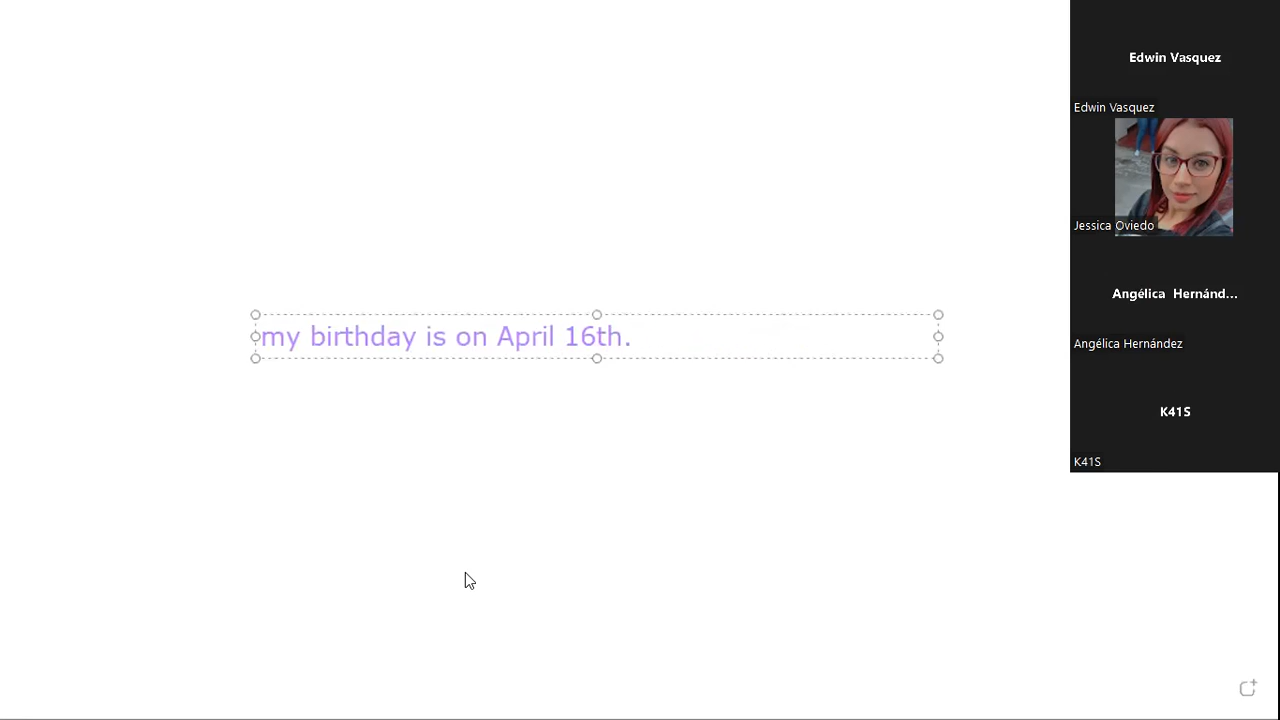 Edwin Vasquez
Edwin Vasquez
Jessica Oviedo
my birthday is on April 16th.
Angélica Hernánd...
Angélica Hernández
K41S
K41S